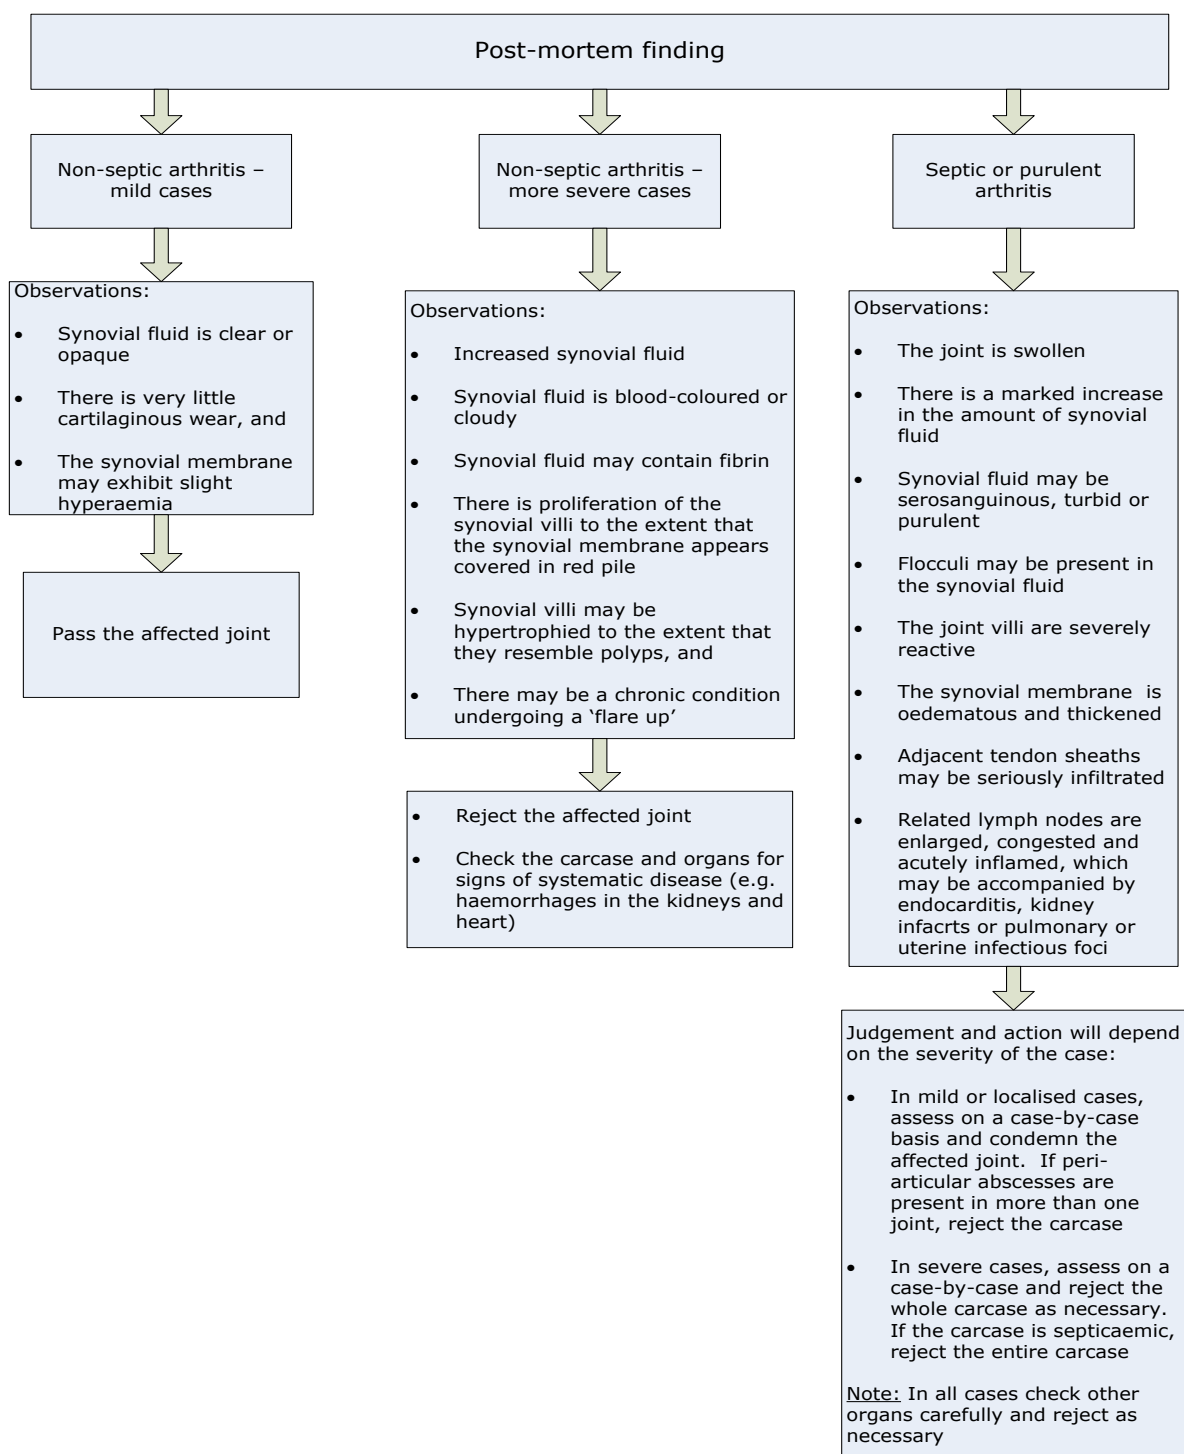 Post-mortem finding
Non-septic arthritis –
mild cases
Observations:
• Synovial fluid is clear or
opaque
• There is very little
cartilaginous wear, and
• The synovial membrane
may exhibit slight
hyperaemia
Pass the affected joint
Non-septic arthritis –
more severe cases
Observations:
• Increased synovial fluid
• Synovial fluid is blood-coloured or
cloudy
• Synovial fluid may contain fibrin
• There is proliferation of the
synovial villi to the extent that
the synovial membrane appears
covered in red pile
• Synovial villi may be
hypertrophied to the extent that
they resemble polyps, and
• There may be a chronic condition
undergoing a ‘flare up’
• Reject the affected joint
• Check the carcase and organs for
signs of systematic disease (e.g.
haemorrhages in the kidneys and
heart)
Septic or purulent
arthritis
Observations:
• The joint is swollen
• There is a marked increase
in the amount of synovial
fluid
• Synovial fluid may be
serosanguinous, turbid or
purulent
• Flocculi may be present in
the synovial fluid
• The joint villi are severely
reactive
• The synovial membrane is
oedematous and thickened
• Adjacent tendon sheaths
may be seriously infiltrated
• Related lymph nodes are
enlarged, congested and
acutely inflamed, which
may be accompanied by
endocarditis, kidney
infacrts or pulmonary or
uterine infectious foci
Judgement and action will depend
on the severity of the case:
• In mild or localised cases,
assess on a case-by-case
basis and condemn the
affected joint. If peri-
articular abscesses are
present in more than one
joint, reject the carcase
• In severe cases, assess on a
case-by-case and reject the
whole carcase as necessary.
If the carcase is septicaemic,
reject the entire carcase
Note: In all cases check other
organs carefully and reject as
necessary